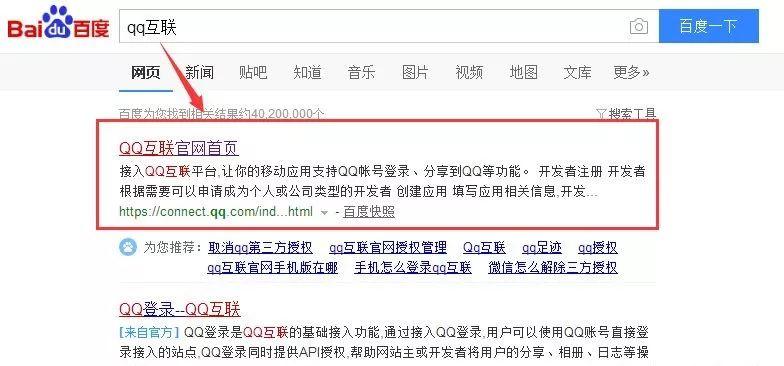 Bai du 百度
qq互联
百度一下
网页 新闻 贴吧 知道 音乐 图片 视频 地图 文库 更多»
百度为您找到相关结果约40,200,000个 搜索工具
QQ互联官网首页
接入QQ互联平台,让你的移动应用支持QQ帐号登录、分享到QQ等功能。 开发者注册 开发者
根据需要可以申请成为个人或公司类型的开发者 创建应用 填写应用相关信息,开发...
https://connect.qq.com/ind...html - 百度快照
为您推荐: 取消qq第三方授权 qq互联官网授权管理 Qq互联 qq足迹 qq授权
qq互联官网手机版在哪 手机怎么登录qq互联 微信怎么解除三方授权
QQ登录--QQ互联
[来自官方] QQ登录是QQ互联的基础接入功能,通过接入QQ登录,用户可以使用QQ账号直接登
录接入的站点,QQ登录同时提供API授权,帮助网站主或开发者将用户的分享、相册、日志等操